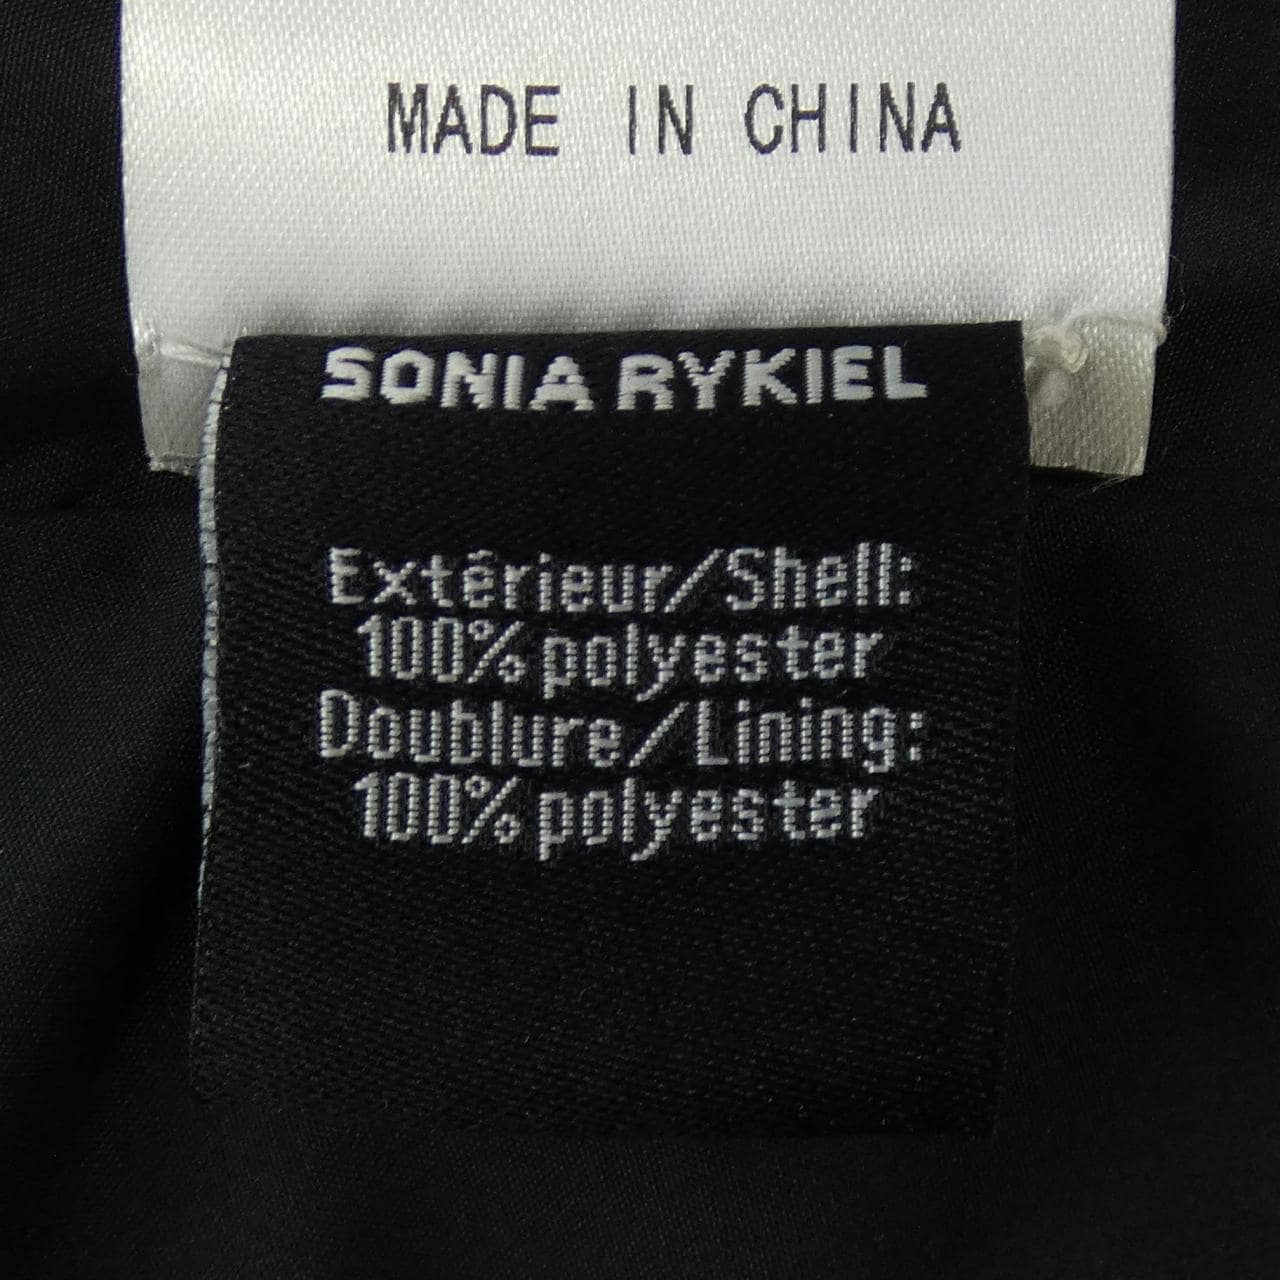 MADE IN CHINA
SONIA RYKIEL
Extérieur/Shell:
100% polyester
Doublure/Lining:
100% polyester